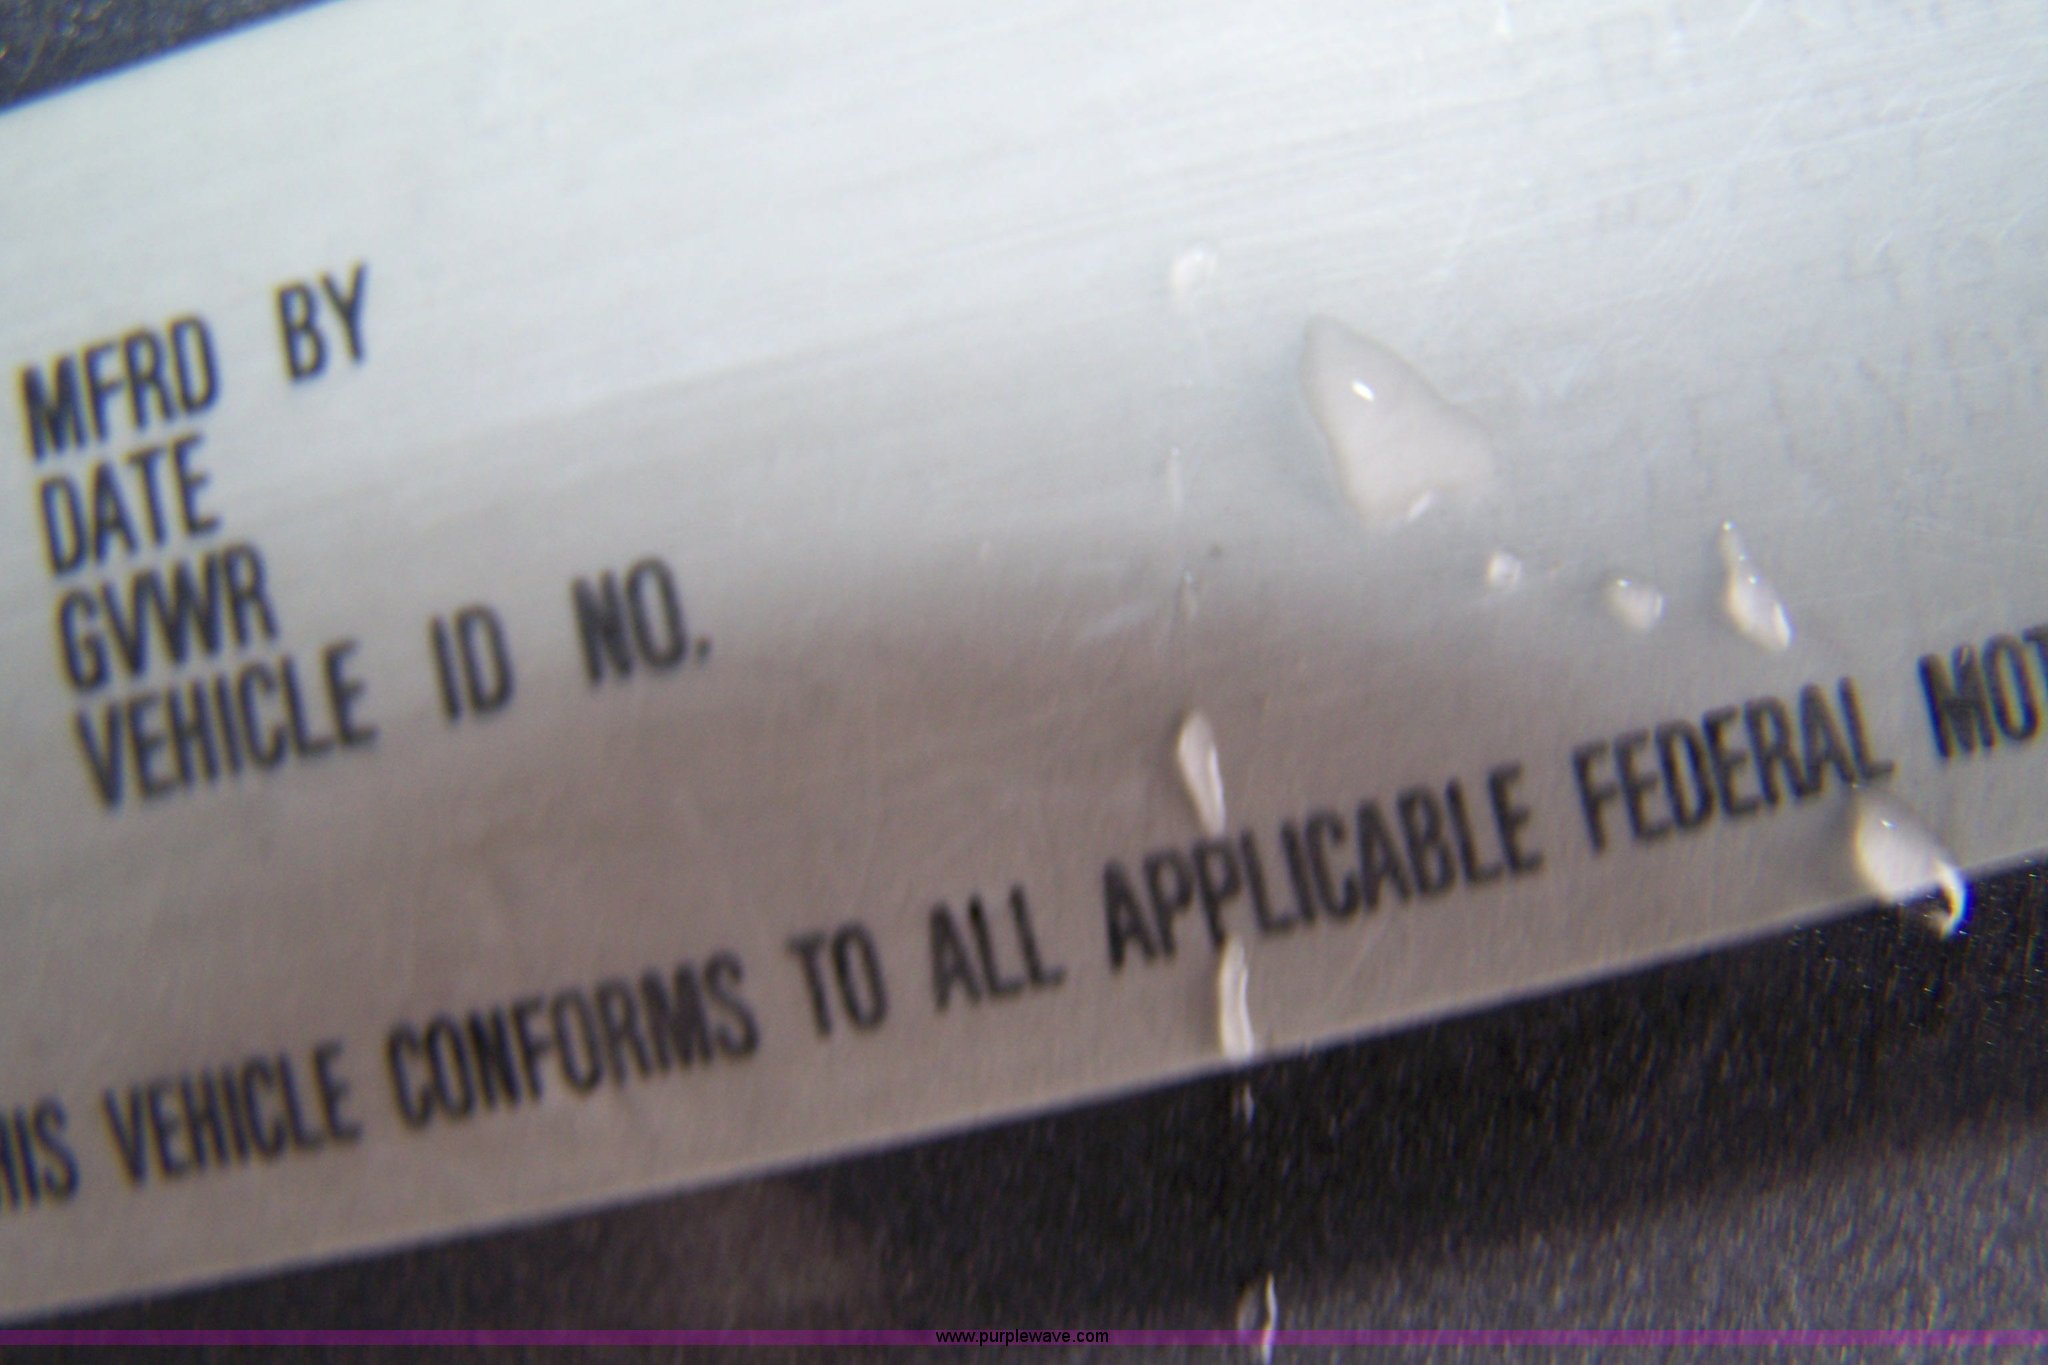 MFRD BY
DATE
GVWR
VEHICLE ID NO.
HIS VEHICLE CONFORMS TO ALL APPLICABLE FEDERAL MOT
www.purplewave.com